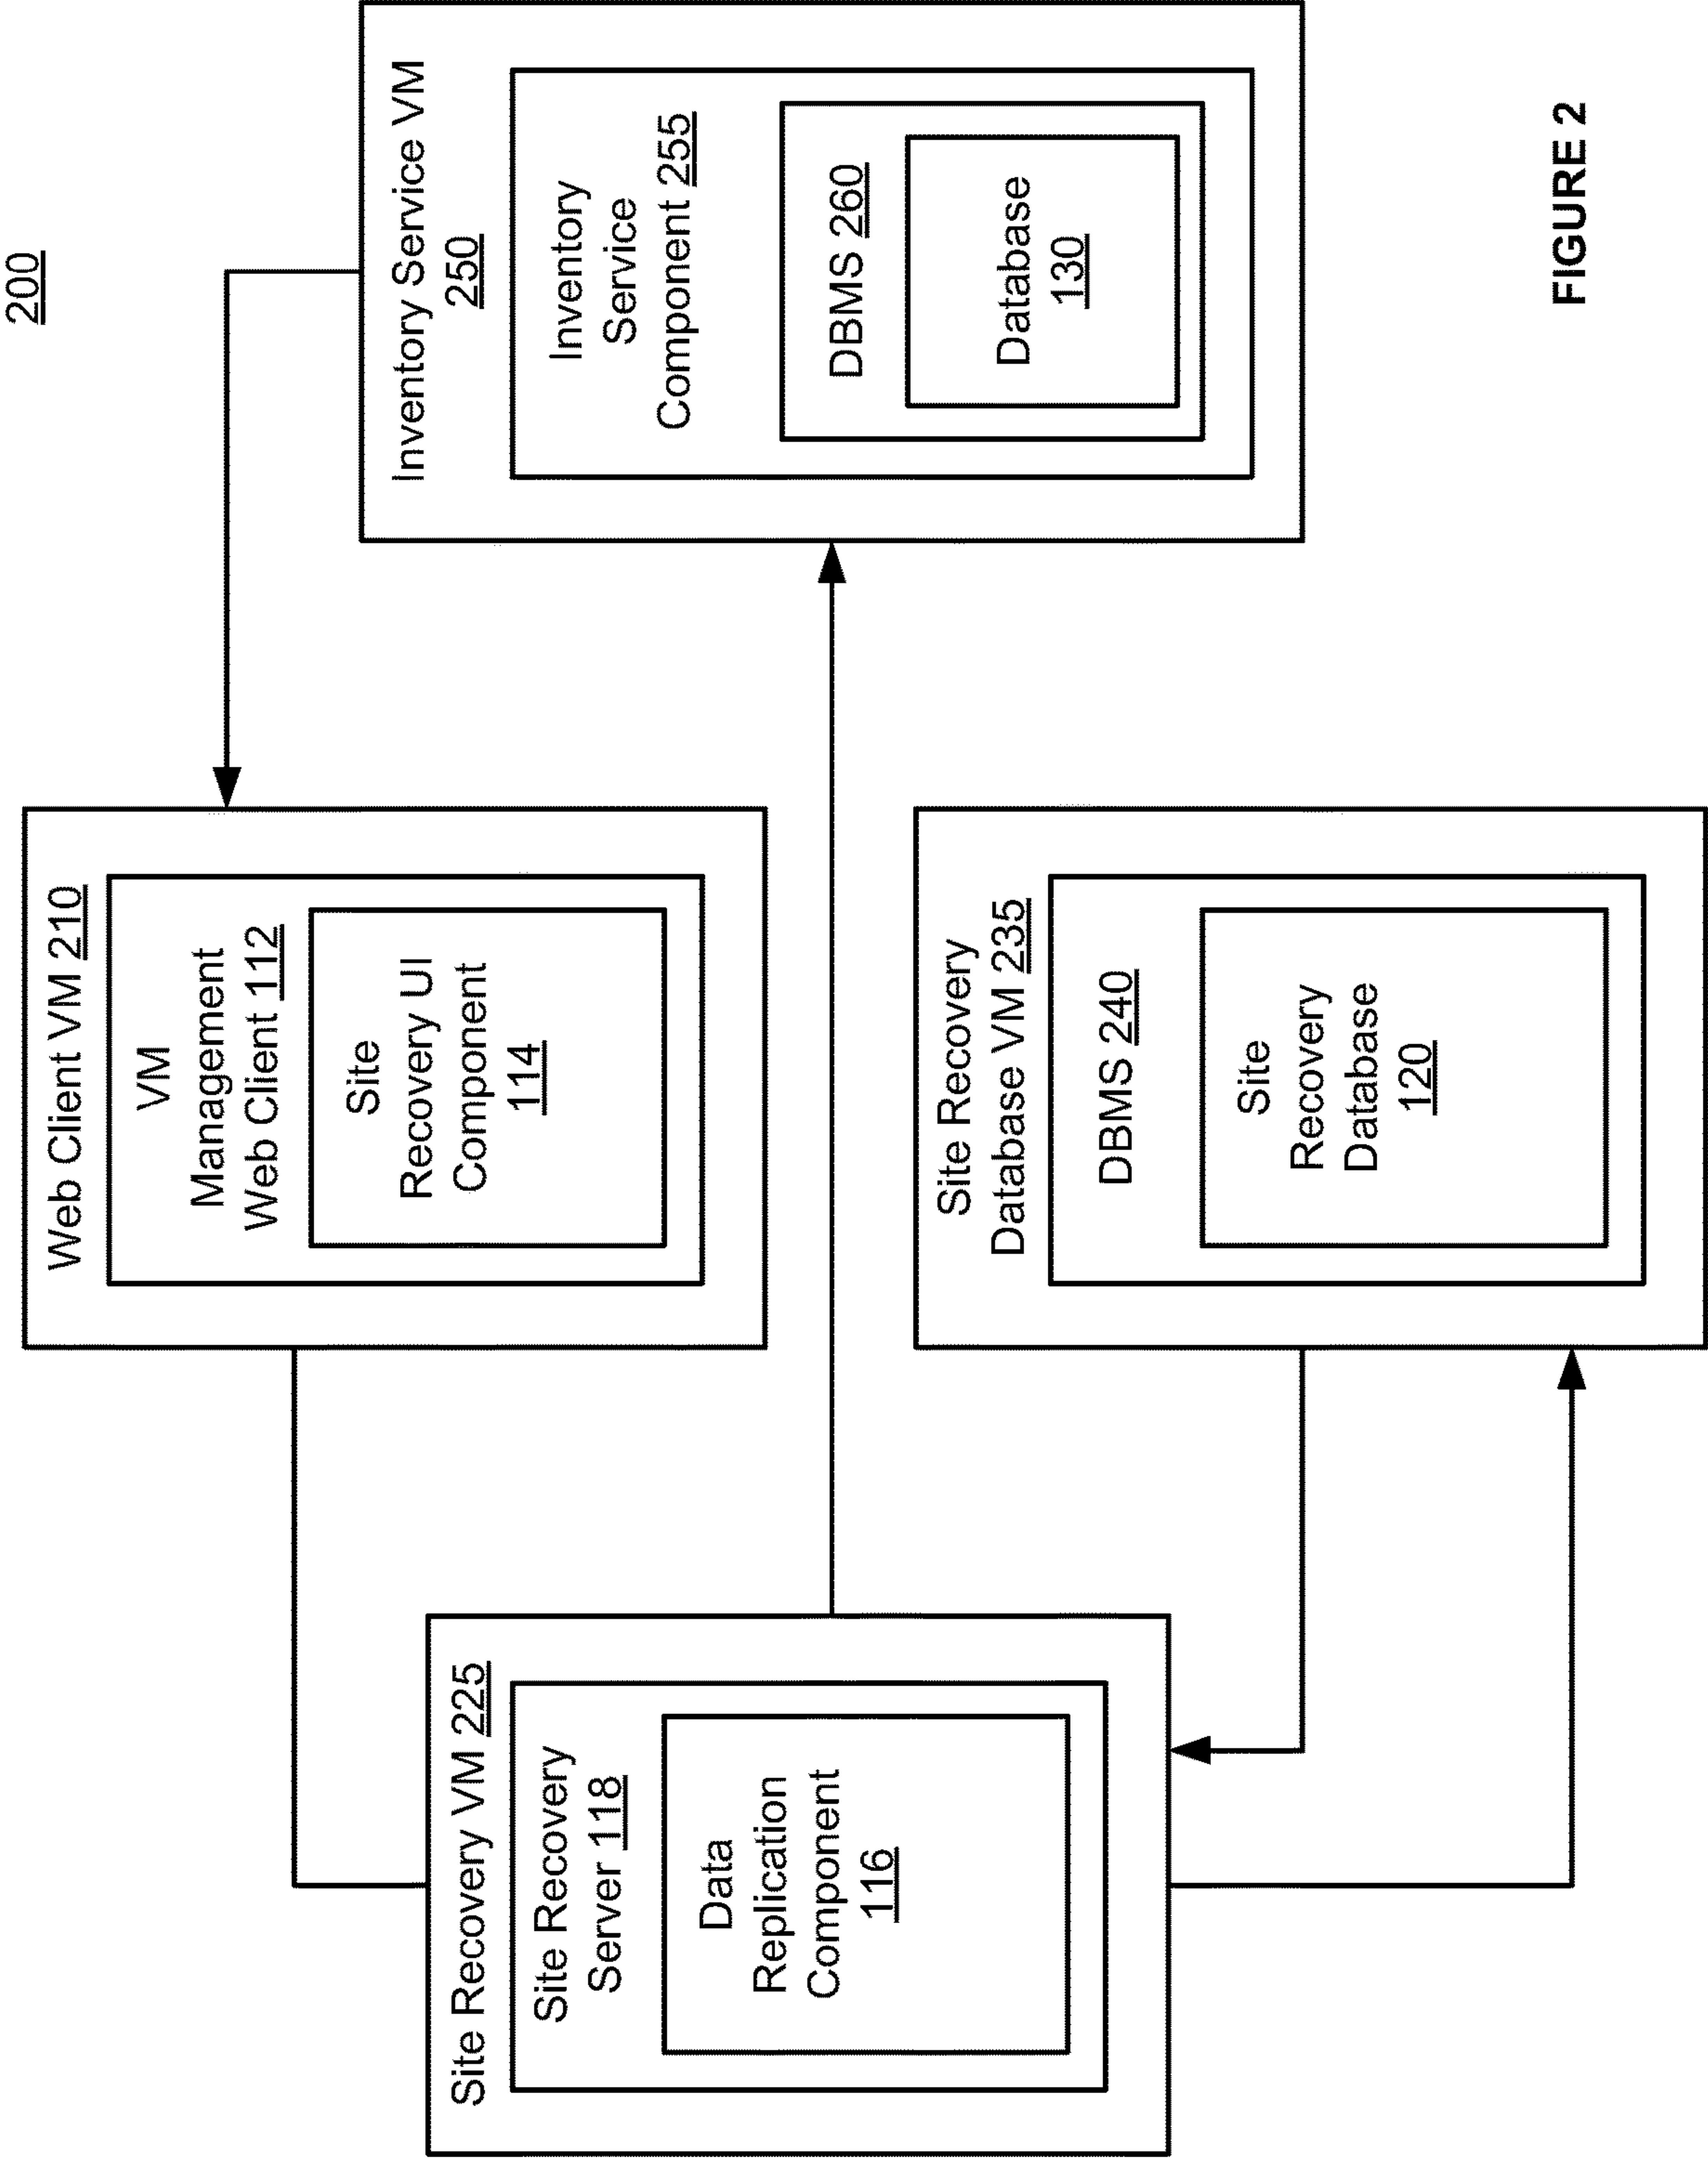 200
Web Client VM 210
VM
Management
Web Client 112
Site
Recovery UI
Component
114
Inventory Service VM
250
Inventory
Service
Component 255
DBMS 260
Database
130
Site Recovery VM 225
Site Recovery
Server 118
Data
Replication
Component
116
Site Recovery
Database VM 235
DBMS 240
Site
Recovery
Database
120
FIGURE 2